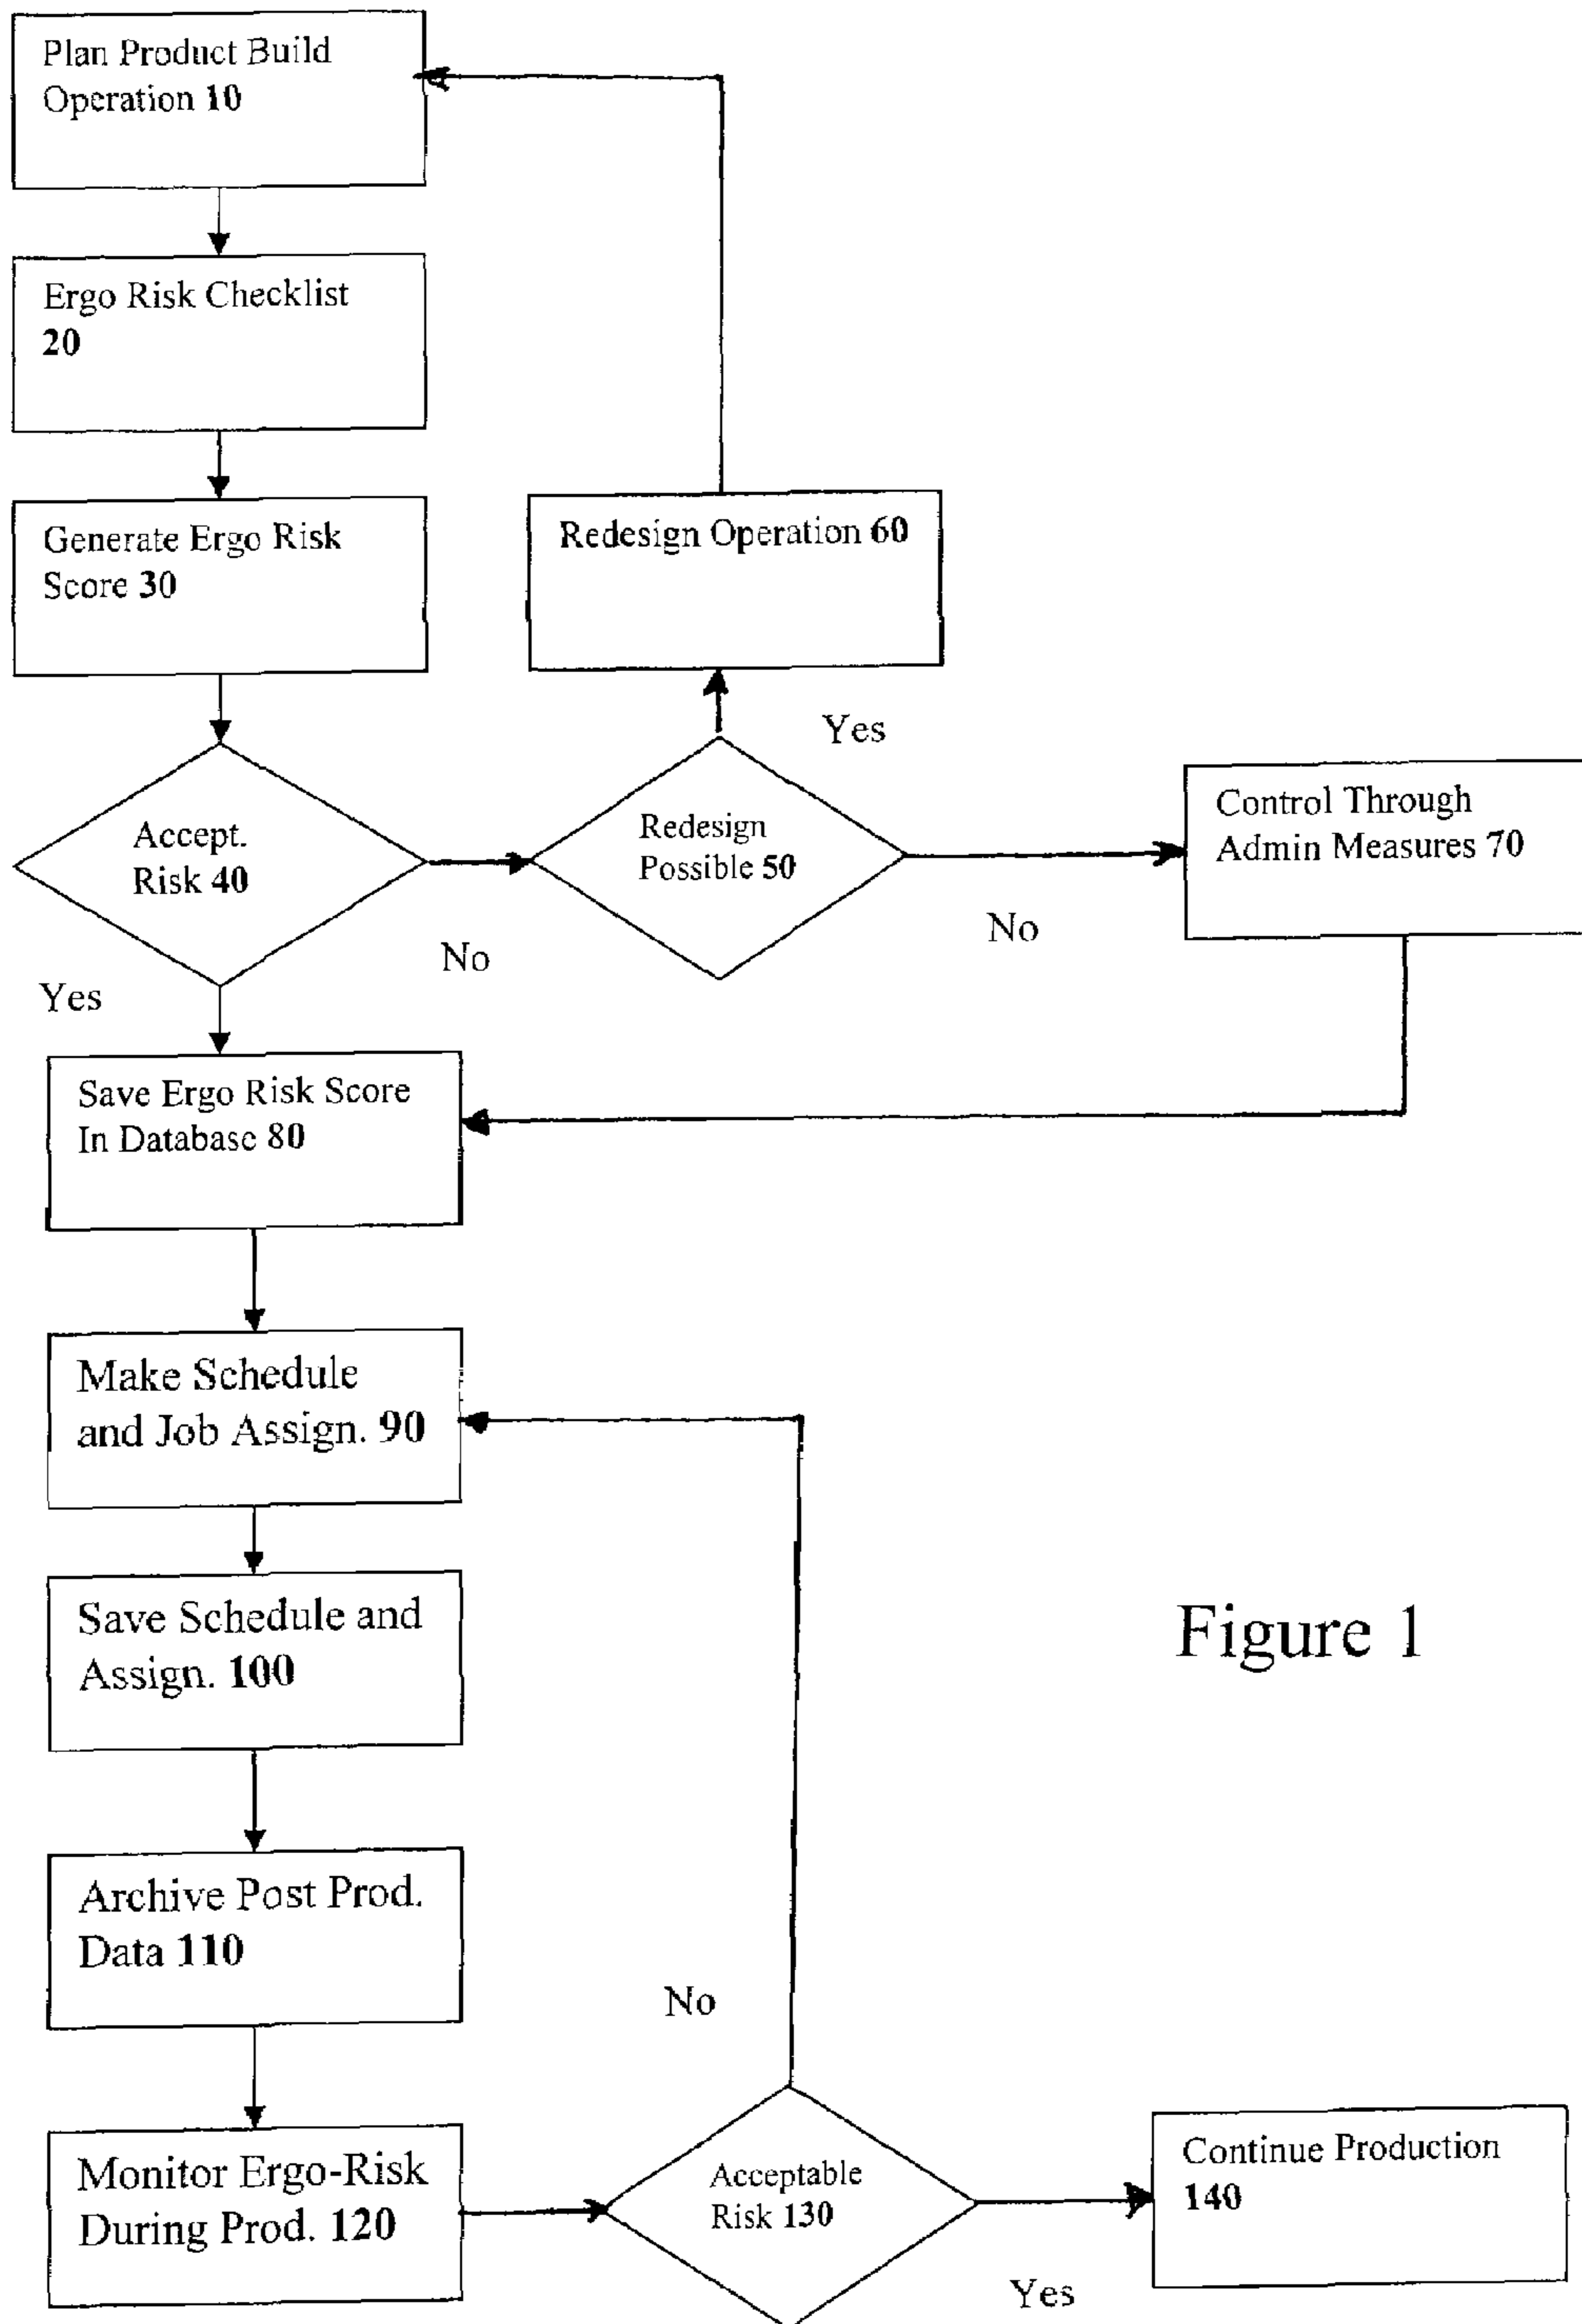 Plan Product Build
Operation 10
Ergo Risk Checklist
20
Generate Ergo Risk
Score 30
Redesign Operation 60
Yes
Accept.
Risk 40
Redesign
Possible 50
Control Through
Admin Measures 70
No
No
Yes
Save Ergo Risk Score
In Database 80
Make Schedule
and Job Assign. 90
Save Schedule and
Assign. 100
Figure 1
Archive Post Prod.
Data 110
No
Monitor Ergo-Risk
During Prod. 120
Acceptable
Risk 130
Continue Production
140
Yes